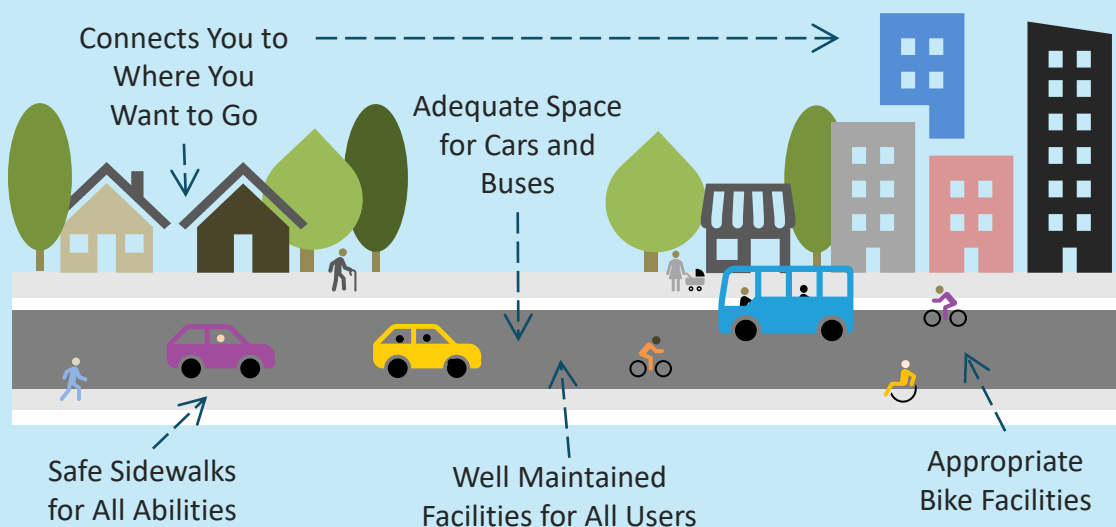 Connects You to
Where You
Want to Go
Adequate Space
for Cars and
Buses
Safe Sidewalks
for All Abilities
Well Maintained
Facilities for All Users
Appropriate
Bike Facilities